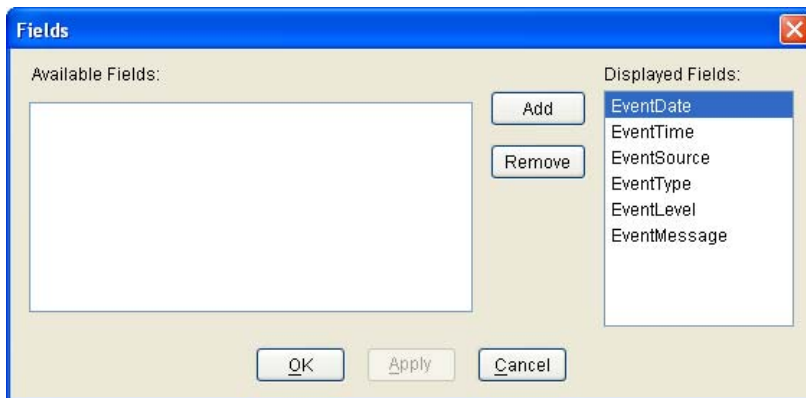 Fields
Available Fields:
Add
Remove
Displayed Fields:
EventDate
EventTime
EventSource
EventType
EventLevel
EventMessage
OK
Apply
Cancel